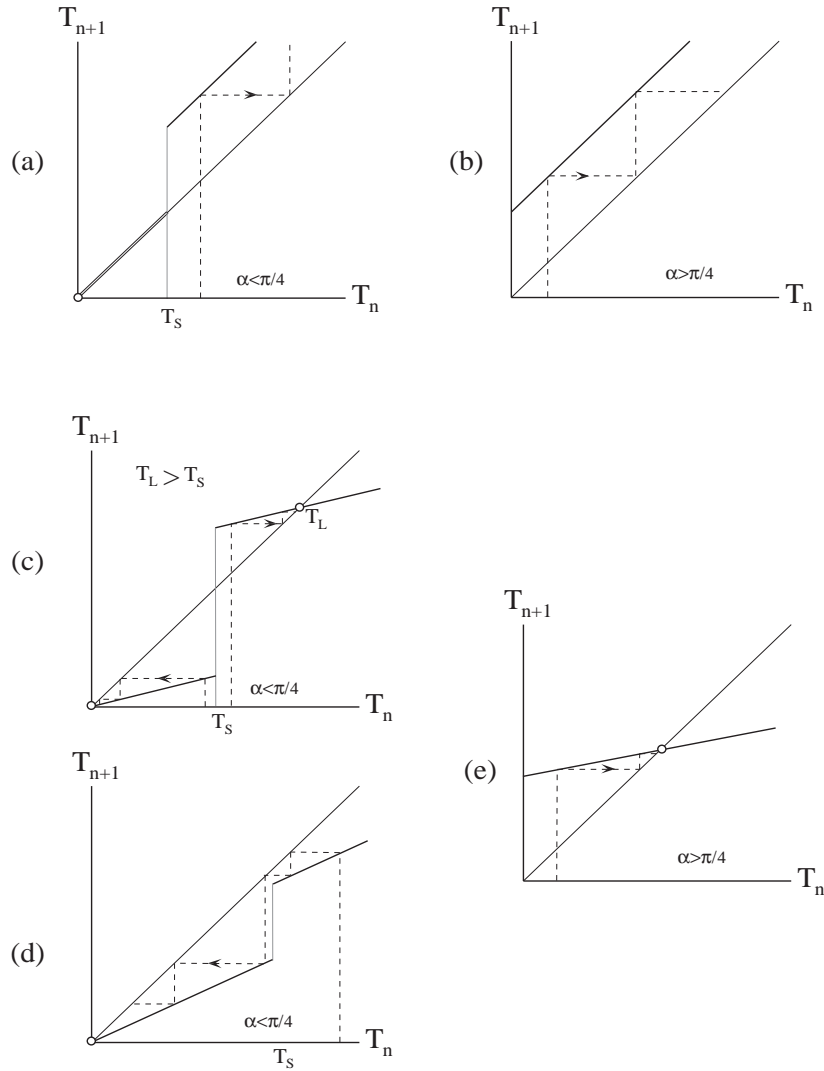 T_{n+1}
(a)
α<π/4
T_n
T_S
T_{n+1}
(b)
α>π/4
T_n
T_{n+1}
T_L > T_S
T_L
(c)
α<π/4
T_S
T_n
T_{n+1}
(d)
α<π/4
T_S
T_n
T_{n+1}
(e)
α>π/4
T_n